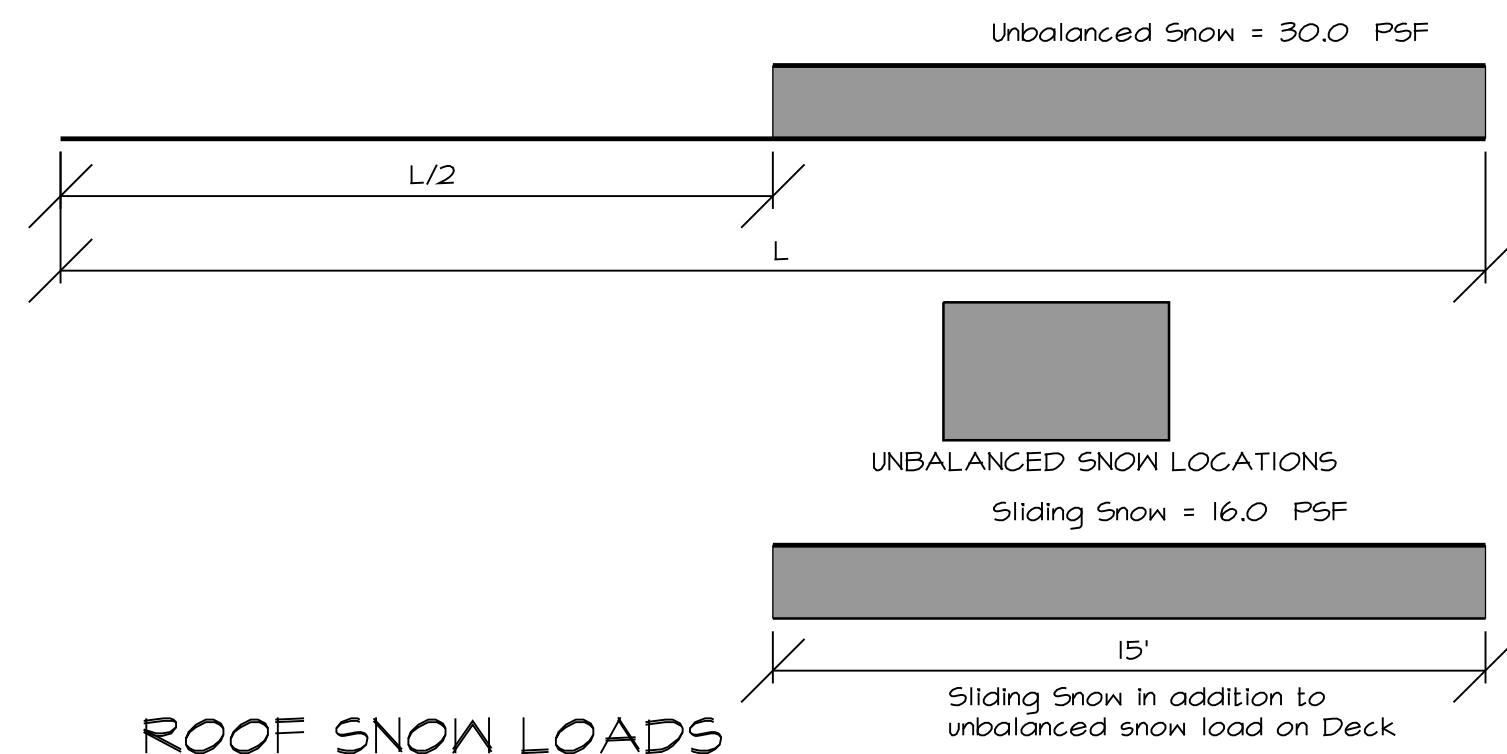 Unbalanced Snow = 30.0 PSF
L/2
L
UNBALANCED SNOW LOCATIONS
Sliding Snow = 16.0 PSF
15'
Sliding Snow in addition to
unbalanced snow load on Deck
ROOF SNOW LOADS